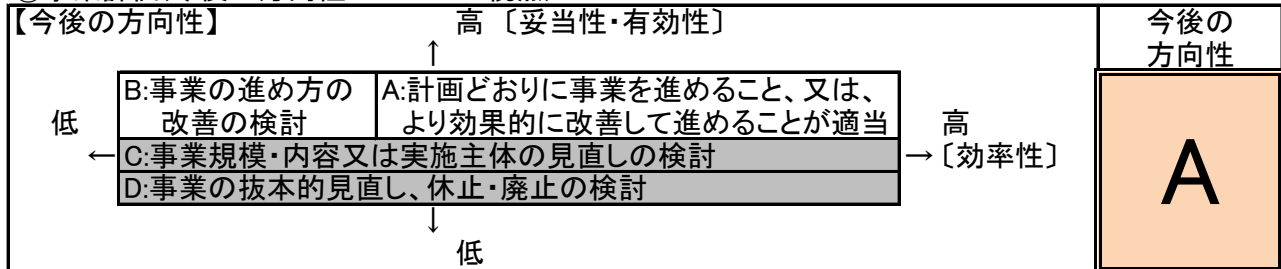 【今後の方向性】
高 〔妥当性・有効性〕
今後の
方向性
↑
B:事業の進め方の
改善の検討
A:計画どおりに事業を進めること、又は、
より効果的に改善して進めることが適当
低
高
←
C:事業規模・内容又は実施主体の見直しの検討
→〔効率性〕
D:事業の抜本的見直し、休止・廃止の検討
A
↓
低